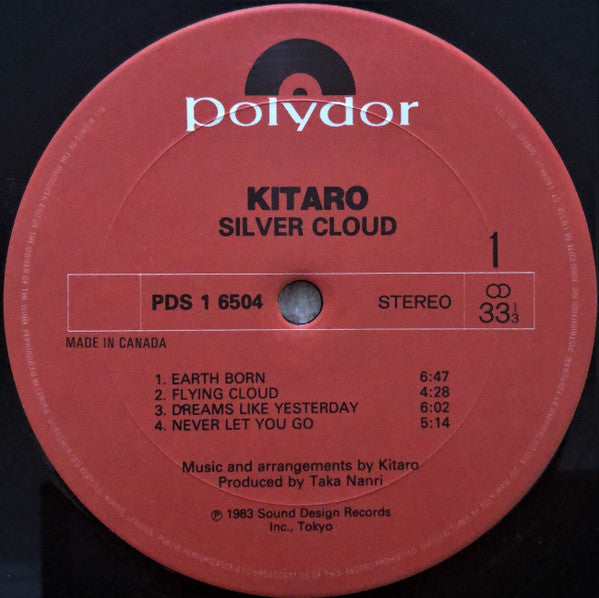 polydor
KITARO
SILVER CLOUD
1
PDS 1 6504
STEREO
33⅓
MADE IN CANADA
1. EARTH BORN 6:47
2. FLYING CLOUD 4:28
3. DREAMS LIKE YESTERDAY 6:02
4. NEVER LET YOU GO 5:14
Music and arrangements by Kitaro
Produced by Taka Nanri
℗ 1983 Sound Design Records
Inc., Tokyo